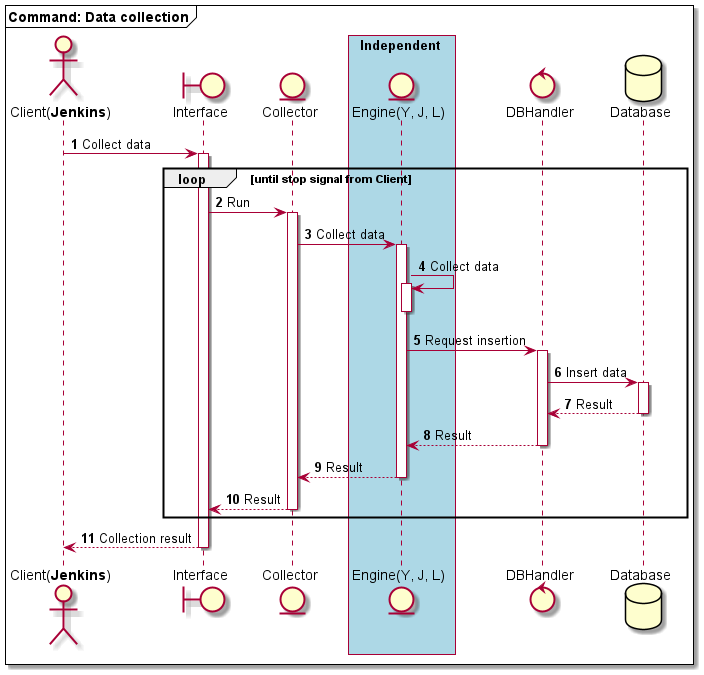 Command: Data collection
Independent
Client(Jenkins)
Interface
Collector
Engine(Y, J, L)
DBHandler
Database
1 Collect data
loop
[until stop signal from Client]
2 Run
3 Collect data
4 Collect data
5 Request insertion
6 Insert data
7 Result
8 Result
9 Result
10 Result
11 Collection result
Client(Jenkins)
Interface
Collector
Engine(Y, J, L)
DBHandler
Database